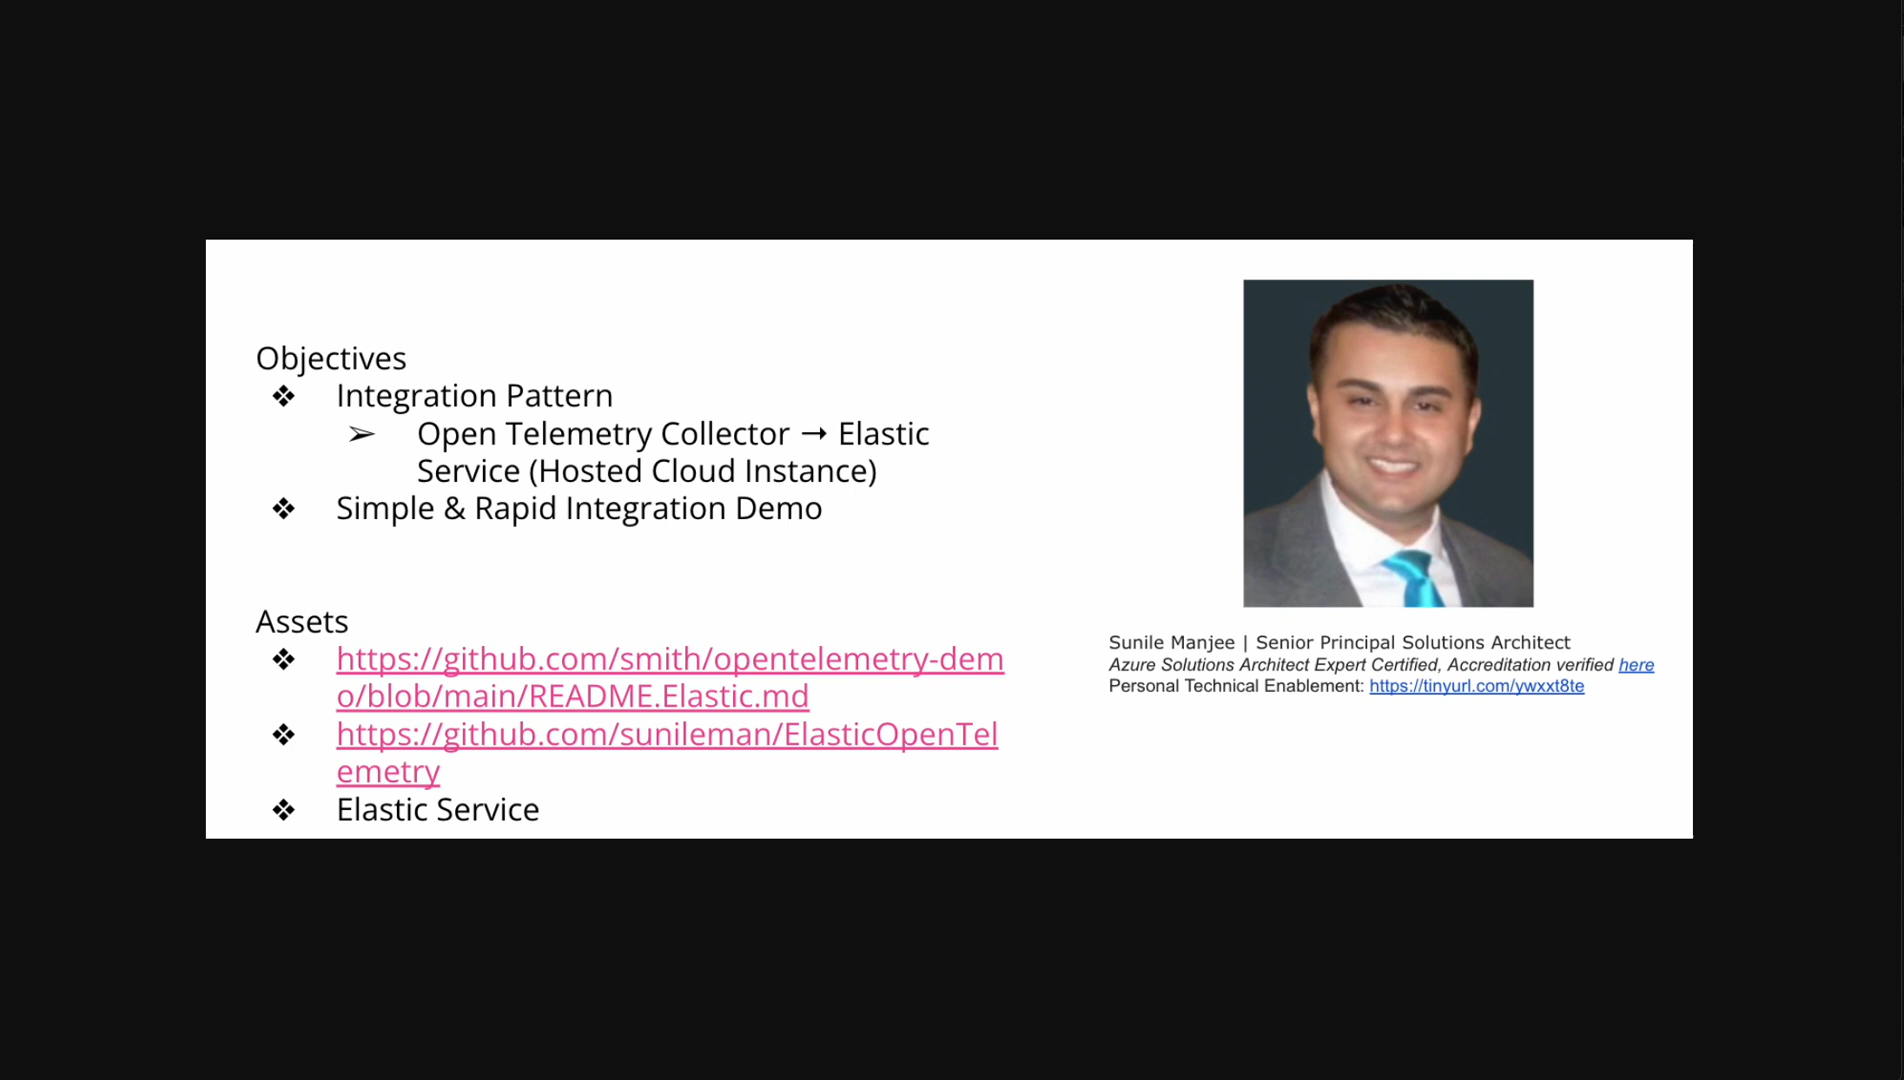 Objectives
❖ Integration Pattern
➢ Open Telemetry Collector → Elastic
Service (Hosted Cloud Instance)
❖ Simple & Rapid Integration Demo
Assets
❖ https://github.com/smith/opentelemetry-dem
o/blob/main/README.Elastic.md
❖ https://github.com/sunileman/ElasticOpenTel
emetry
❖ Elastic Service
Sunile Manjee | Senior Principal Solutions Architect
Azure Solutions Architect Expert Certified, Accreditation verified here
Personal Technical Enablement: https://tinyurl.com/ywxxt8te